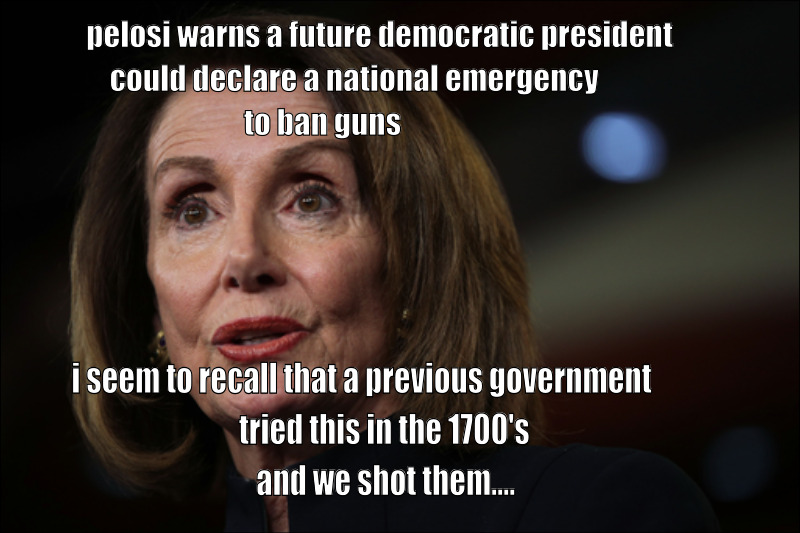 pelosi warns a future democratic president
could declare a national emergency
to ban guns
i seem to recall that a previous government
tried this in the 1700's
and we shot them....